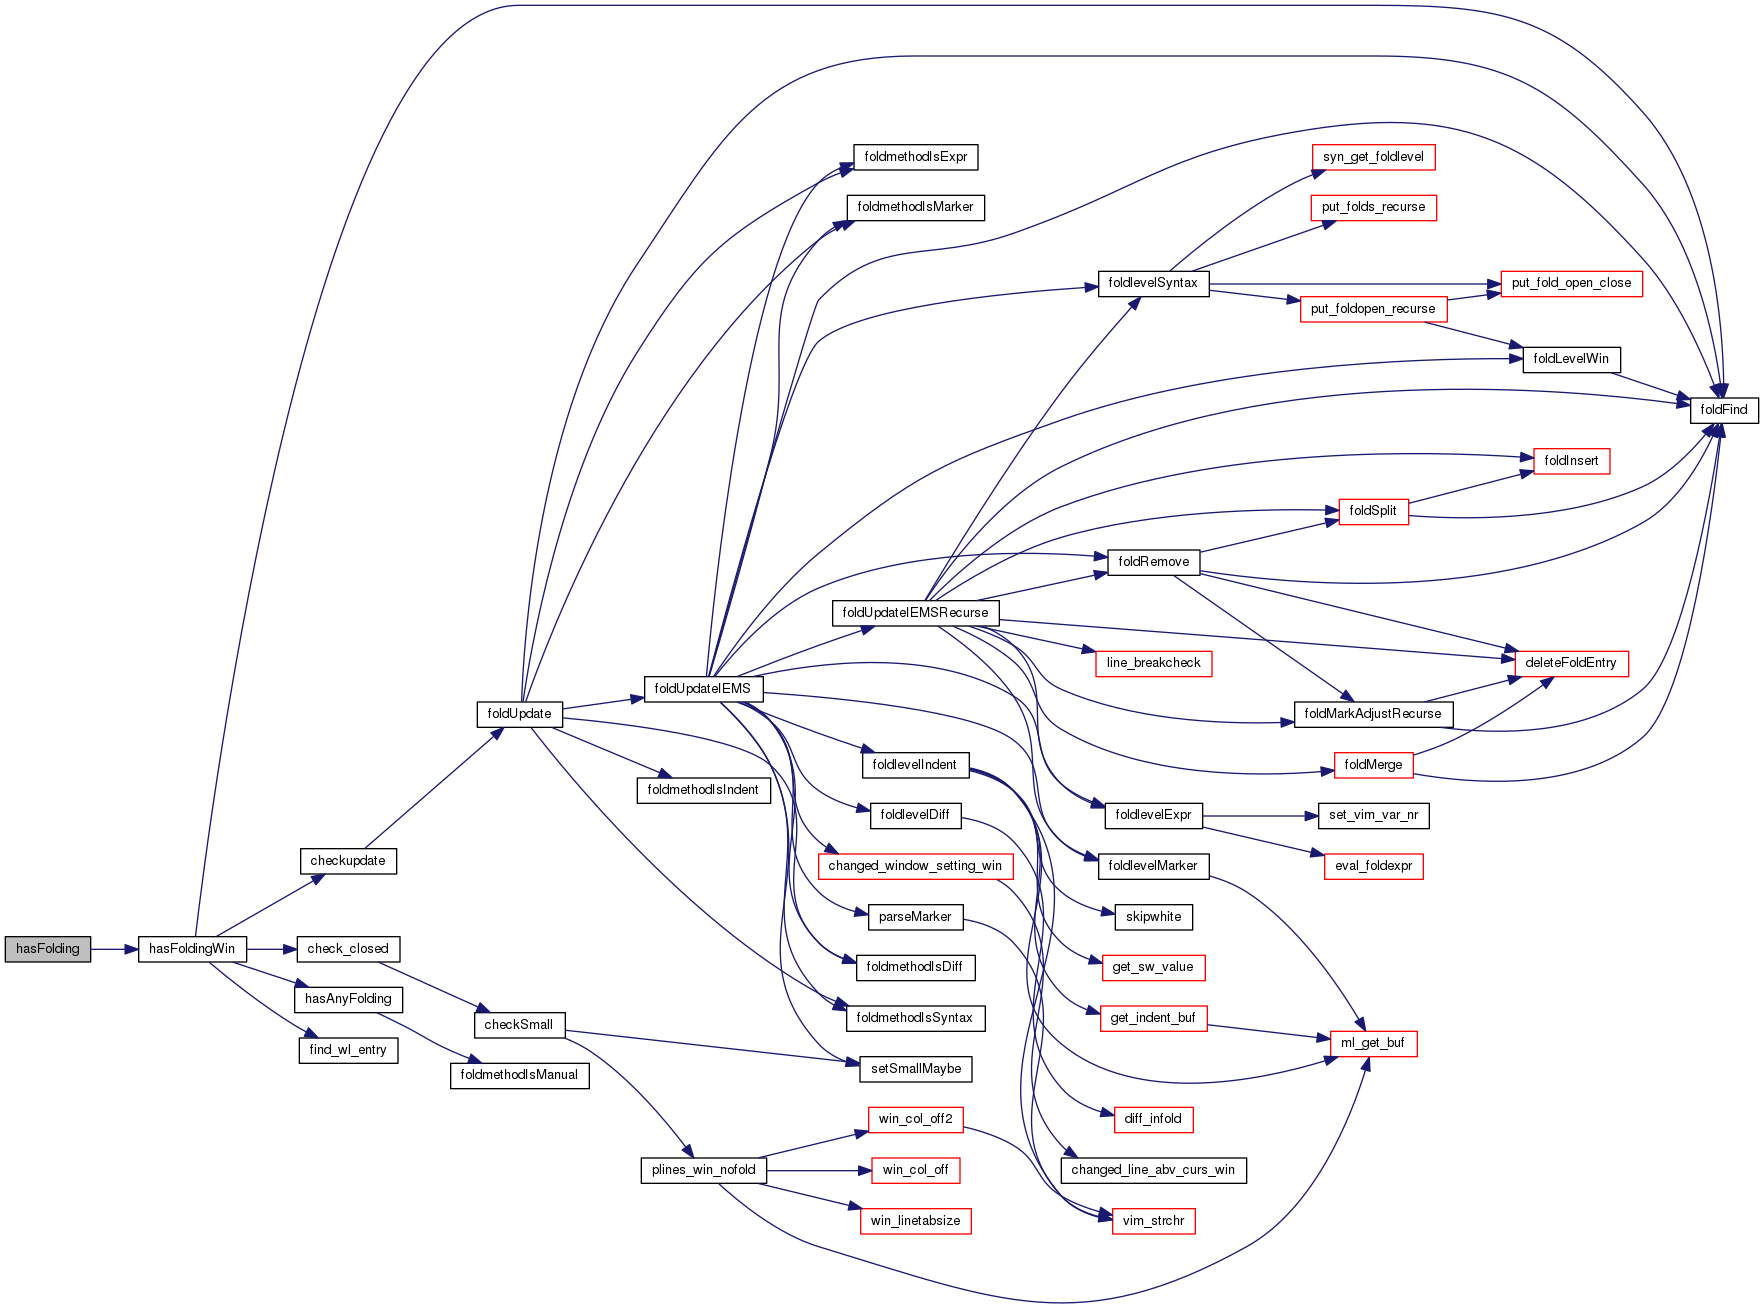 foldmethodIsExpr
syn_get_foldlevel
foldmethodIsMarker
put_folds_recurse
foldlevelSyntax
put_fold_open_close
put_foldopen_recurse
foldLevelWin
foldFind
foldInsert
foldSplit
foldRemove
foldUpdateIEMSRecurse
line_breakcheck
deleteFoldEntry
foldUpdateIEMS
foldUpdate
foldMarkAdjustRecurse
foldlevelIndent
foldMerge
foldmethodIsIndent
foldlevelDiff
foldlevelExpr
set_vim_var_nr
checkupdate
changed_window_setting_win
foldlevelMarker
eval_foldexpr
parseMarker
skipwhite
hasFolding
hasFoldingWin
check_closed
foldmethodIsDiff
get_sw_value
hasAnyFolding
checkSmall
foldmethodIsSyntax
get_indent_buf
find_wl_entry
ml_get_buf
foldmethodIsManual
setSmallMaybe
win_col_off2
diff_infold
plines_win_nofold
win_col_off
changed_line_abv_curs_win
win_linetabsize
vim_strchr